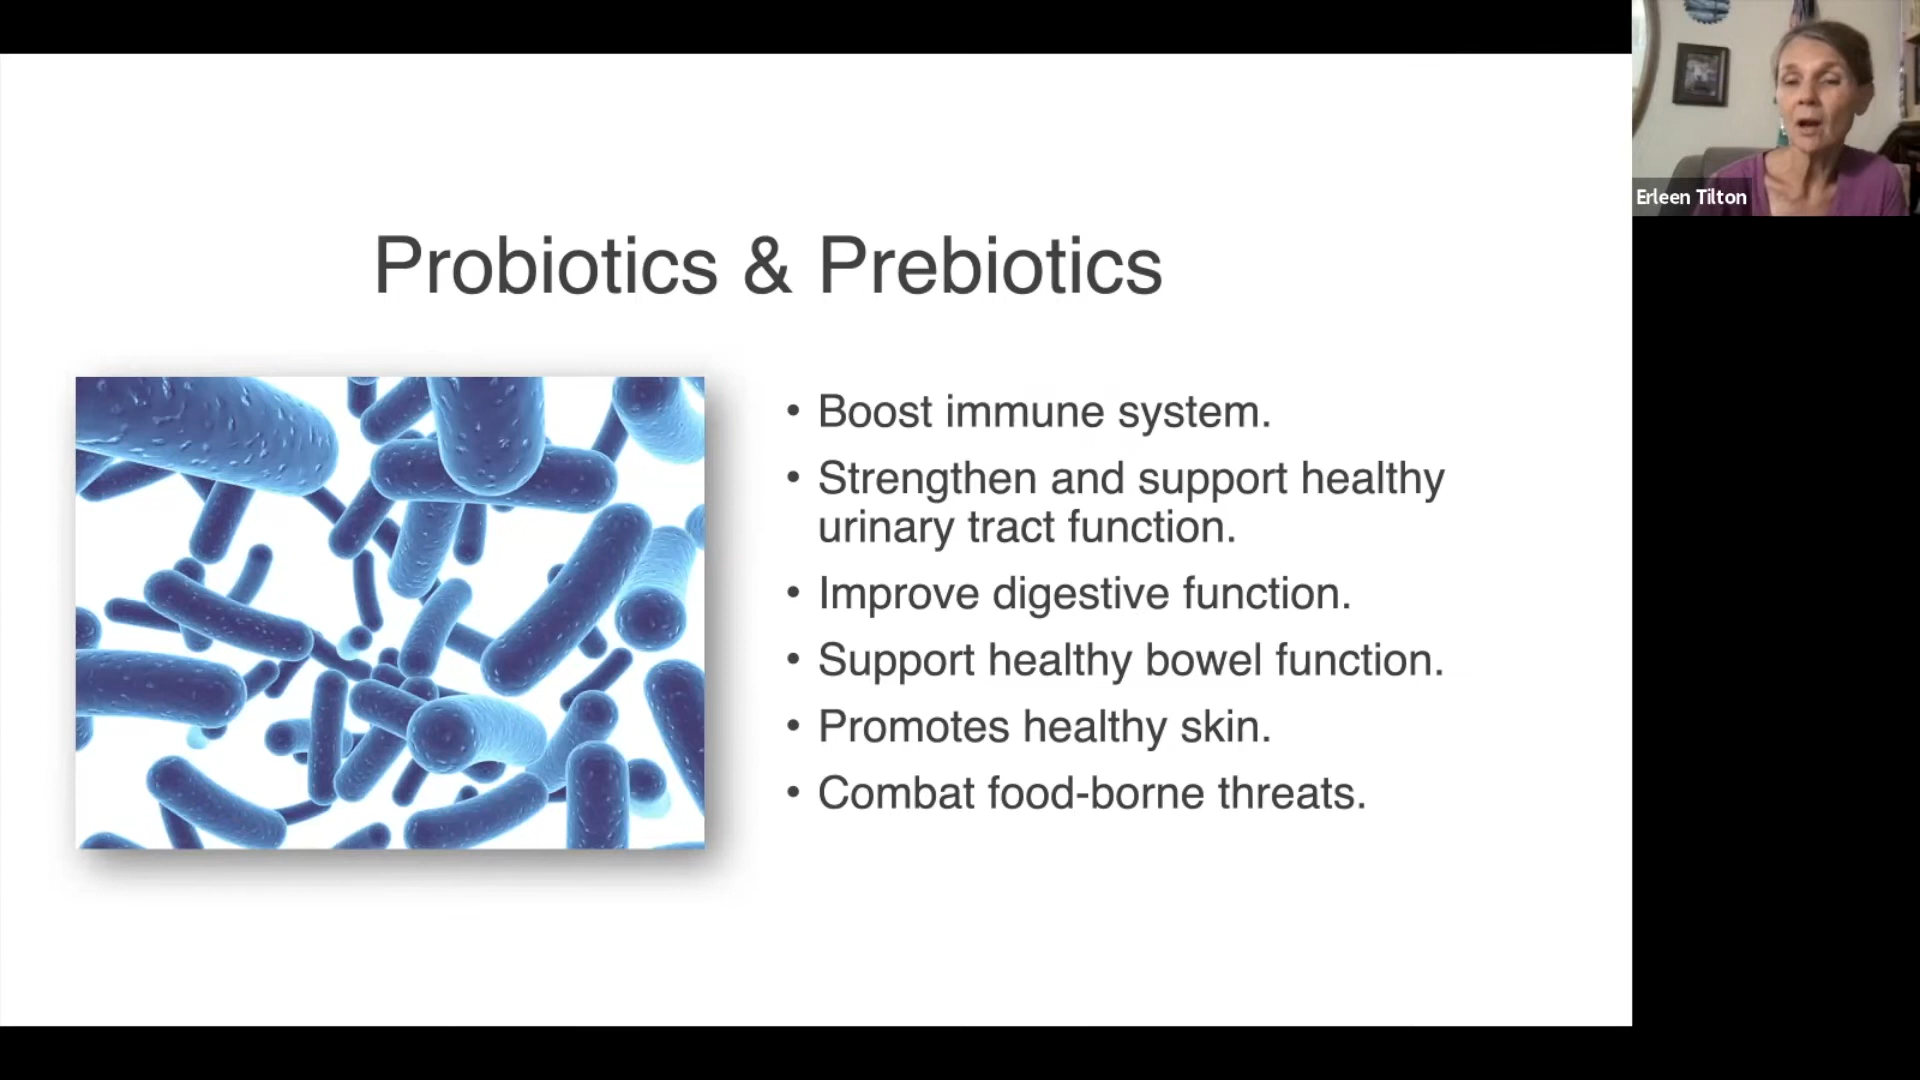 Erleen Tilton
Probiotics & Prebiotics
• Boost immune system.
• Strengthen and support healthy
urinary tract function.
• Improve digestive function.
• Support healthy bowel function.
• Promotes healthy skin.
• Combat food-borne threats.